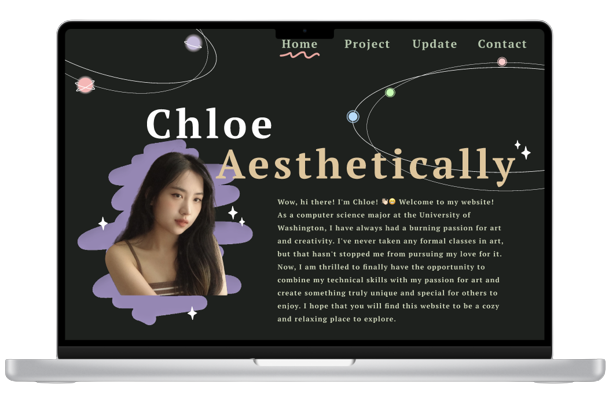 Home Project Update Contact
Chloe
Aesthetically
Wow, hi there! I'm Chloe! 👋🏻😊 Welcome to my website!
As a computer science major at the University of
Washington, I have always had a burning passion for art
and creativity. I've never taken any formal classes in art,
but that hasn't stopped me from pursuing my love for it.
Now, I am thrilled to finally have the opportunity to
combine my technical skills with my passion for art and
create something truly unique and special for others to
enjoy. I hope that you will find this website to be a cozy
and relaxing place to explore.